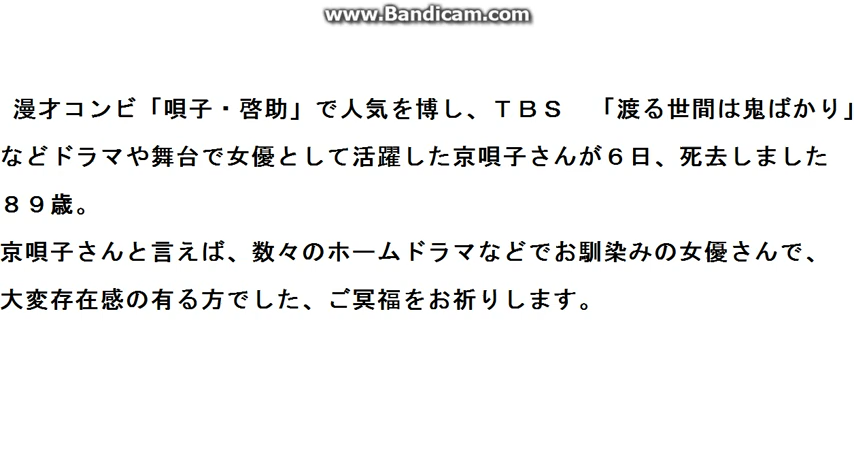 www.Bandicam.com
漫才コンビ「唄子・啓助」で人気を博し、ＴＢＳ　「渡る世間は鬼ばかり」
などドラマや舞台で女優として活躍した京唄子さんが６日、死去しました
８９歳。
京唄子さんと言えば、数々のホームドラマなどでお馴染みの女優さんで、
大変存在感の有る方でした、ご冥福をお祈りします。